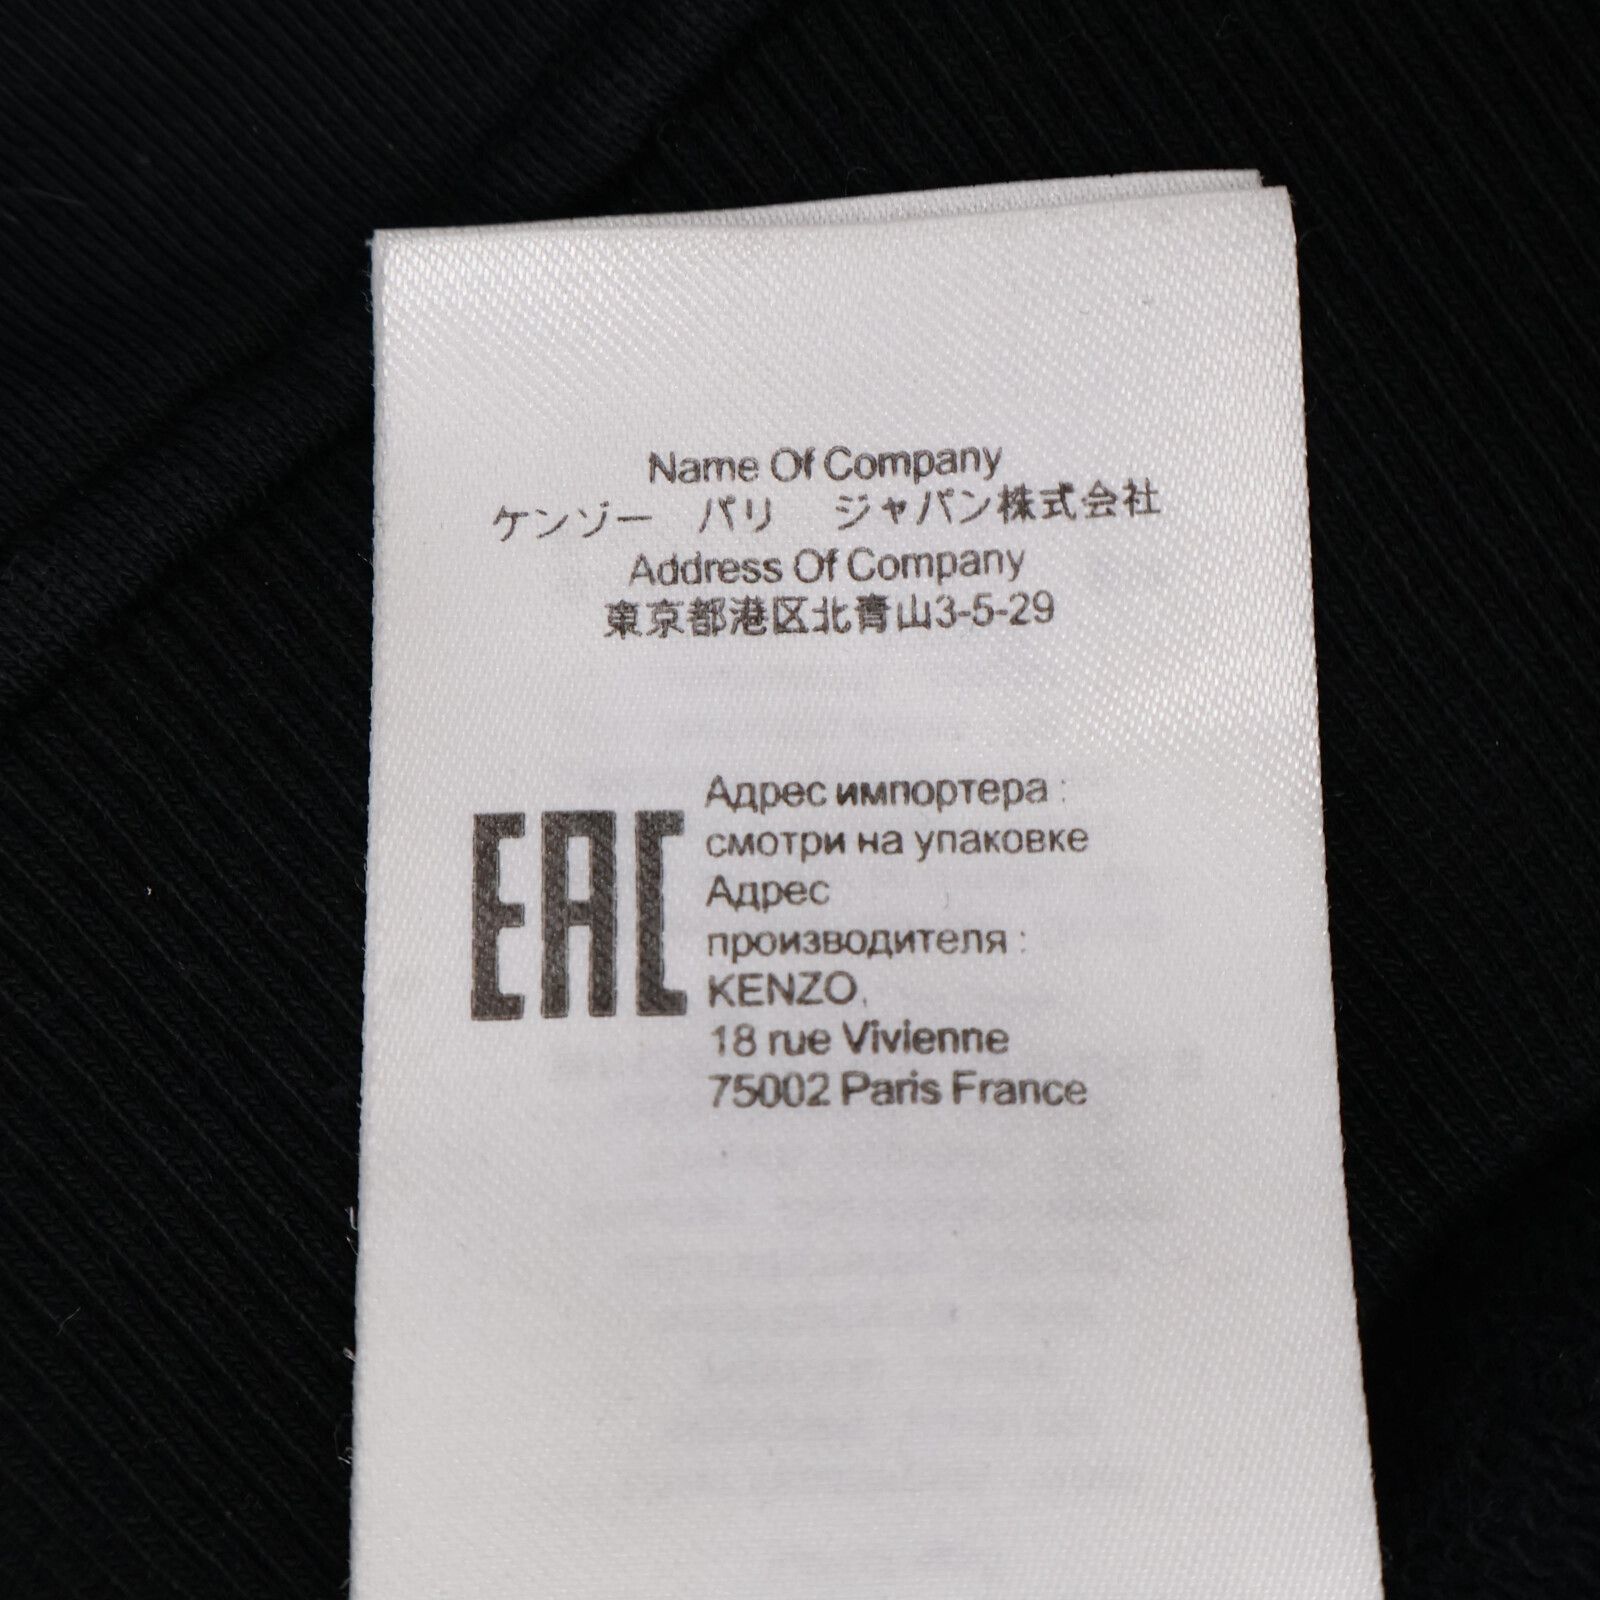 Name Of Company
ケンゾー　パリ　ジャパン株式会社
Address Of Company
東京都港区北青山3-5-29
EAC
Адрес импортера :
смотри на упаковке
Адрес
производителя :
KENZO,
18 rue Vivienne
75002 Paris France